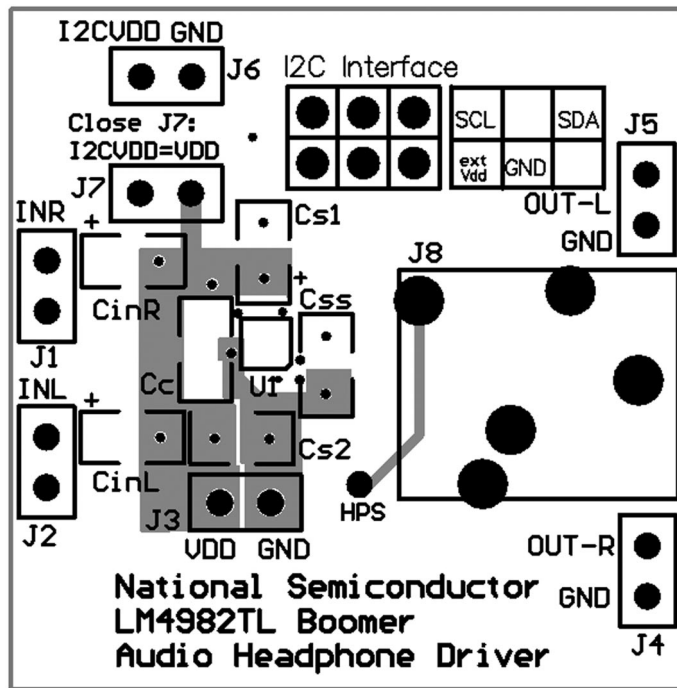 I2CVDD GND
J6
I2C Interface
Close J7:
I2CVDD=VDD
SCL
SDA
ext
Vdd
GND
J5
J7
OUT-L
GND
INR
+
Cs1
J8
+
CinR
Css
J1
INL
+
Cc
U1
Cs2
CinL
J2
J3
HPS
VDD GND
OUT-R
GND
J4
National Semiconductor
LM4982TL Boomer
Audio Headphone Driver